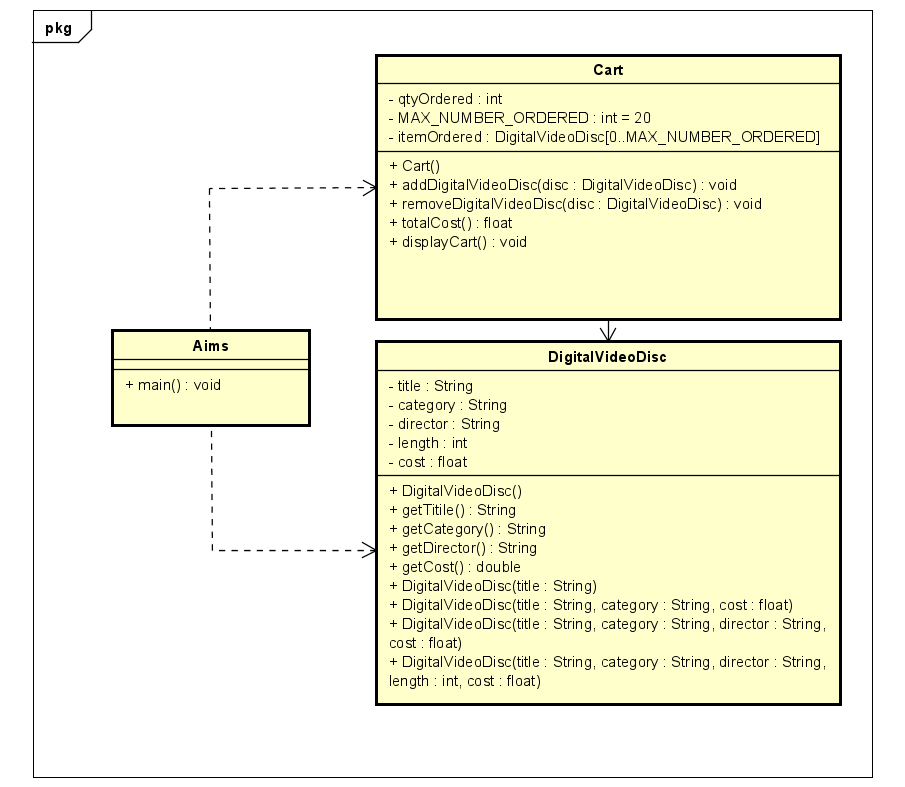 pkg
Cart
- qtyOrdered : int
- MAX_NUMBER_ORDERED : int = 20
- itemOrdered : DigitalVideoDisc[0..MAX_NUMBER_ORDERED]
+ Cart()
+ addDigitalVideoDisc(disc : DigitalVideoDisc) : void
+ removeDigitalVideoDisc(disc : DigitalVideoDisc) : void
+ totalCost() : float
+ displayCart() : void
Aims
+ main() : void
DigitalVideoDisc
- title : String
- category : String
- director : String
- length : int
- cost : float
+ DigitalVideoDisc()
+ getTitile() : String
+ getCategory() : String
+ getDirector() : String
+ getCost() : double
+ DigitalVideoDisc(title : String)
+ DigitalVideoDisc(title : String, category : String, cost : float)
+ DigitalVideoDisc(title : String, category : String, director : String,
cost : float)
+ DigitalVideoDisc(title : String, category : String, director : String,
length : int, cost : float)